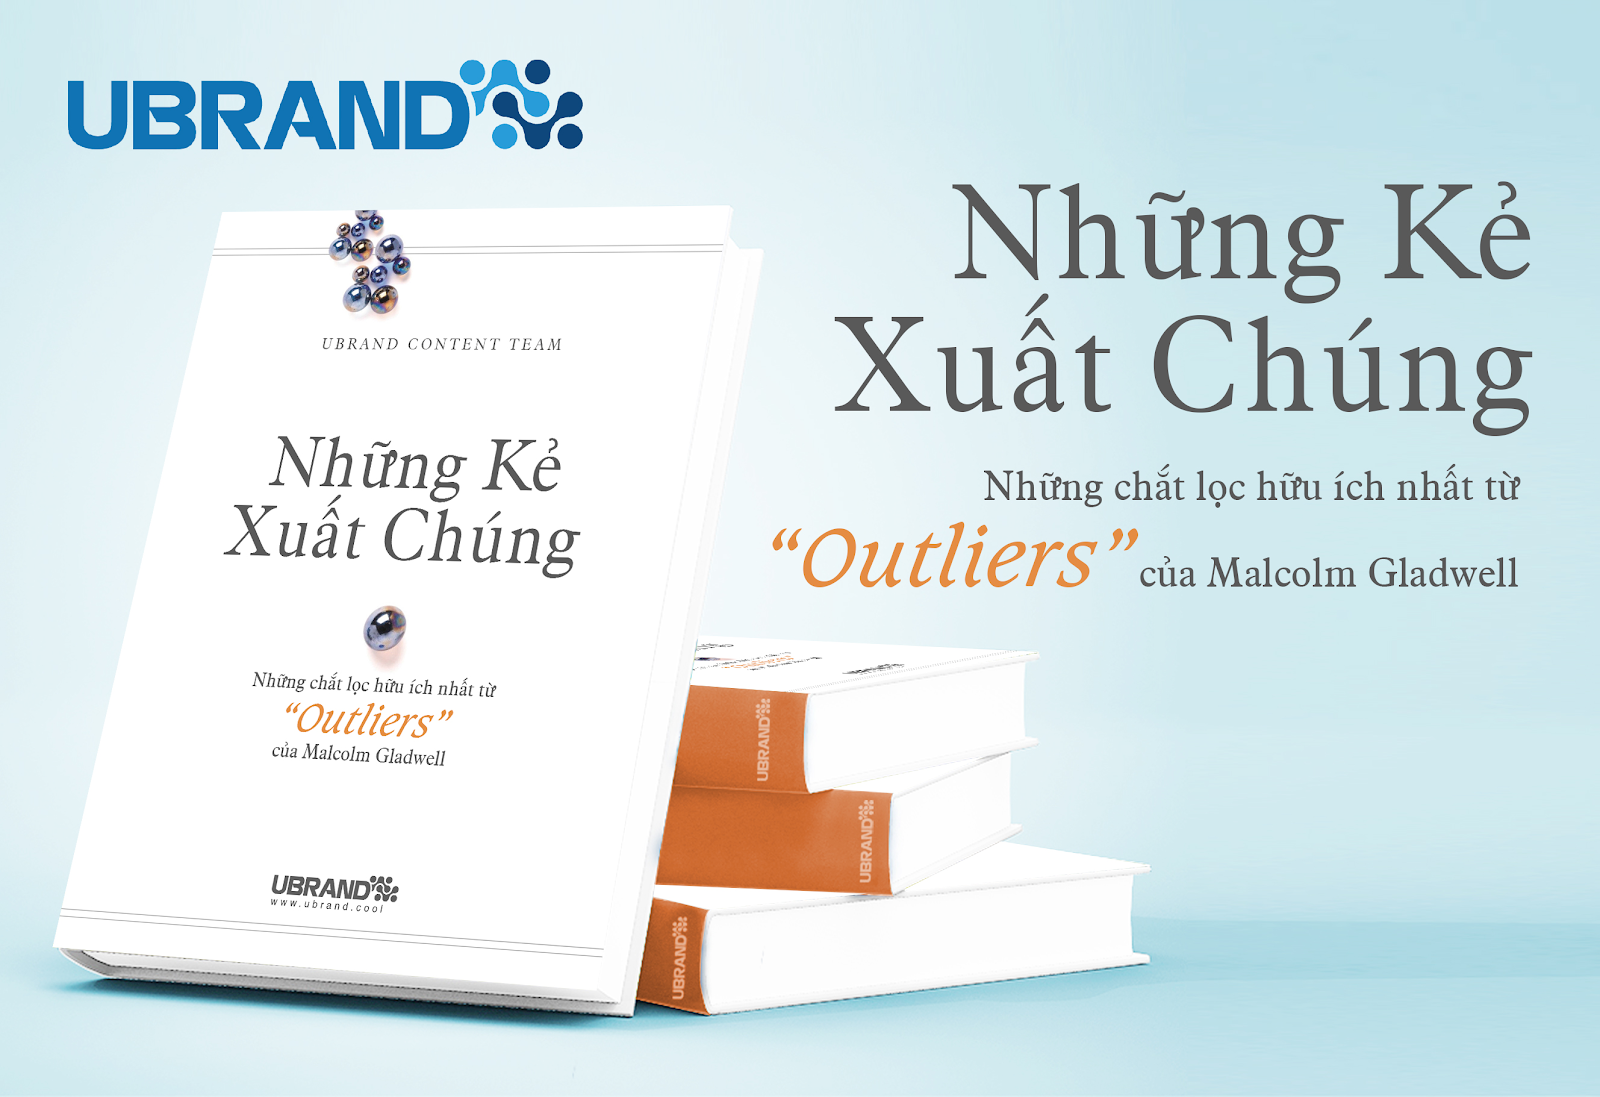 UBRAND
Những Kẻ
Xuất Chúng
Những chắt lọc hữu ích nhất từ
“Outliers” của Malcolm Gladwell
UBRAND CONTENT TEAM
Những Kẻ
Xuất Chúng
Những chắt lọc hữu ích nhất từ
“Outliers”
của Malcolm Gladwell
UBRAND
www.ubrand.cool
UBRAND
UBRAND
UBRAND